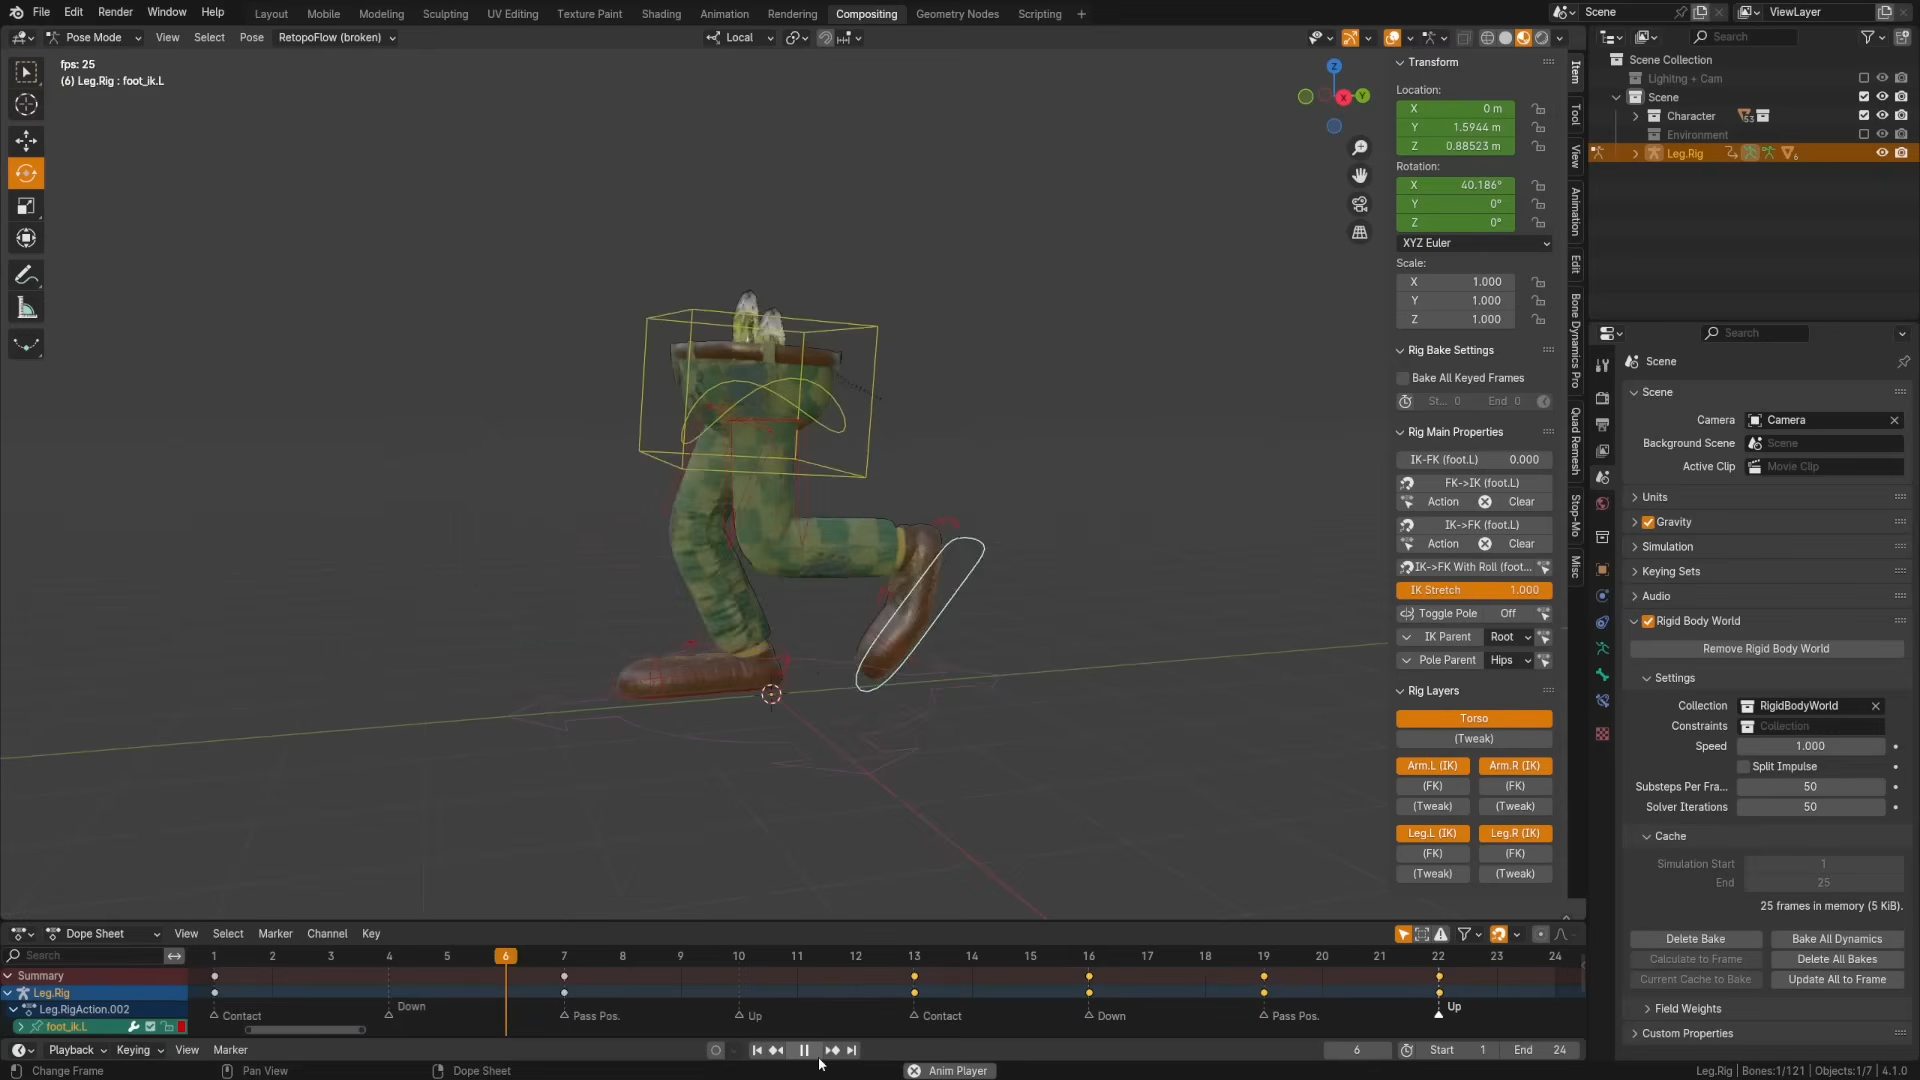 File Edit Render Window Help Layout Mobile Modeling Sculpting UV Editing Texture Paint Shading Animation Rendering Compositing Geometry Nodes Scripting + Scene ViewLayer
Pose Mode View Select Pose RetopoFlow (broken) Local Search
fps: 25
(6) Leg.Rig : foot_ik.L
Z
X
Y
Transform
Location:
X 0 m
Y 1.5944 m
Z 0.88523 m
Rotation:
X 40.186°
Y 0°
Z 0°
XYZ Euler
Scale:
X 1.000
Y 1.000
Z 1.000
Rig Bake Settings
Bake All Keyed Frames
St... 0 End 0
Rig Main Properties
IK-FK (foot.L) 0.000
FK->IK (foot.L)
Action Clear
IK->FK (foot.L)
Action Clear
IK->FK With Roll (foot...
IK Stretch 1.000
Toggle Pole Off
IK Parent Root
Pole Parent Hips
Rig Layers
Torso
(Tweak)
Arm.L (IK) Arm.R (IK)
(FK) (FK)
(Tweak) (Tweak)
Leg.L (IK) Leg.R (IK)
(FK) (FK)
(Tweak) (Tweak)
Item
Tool
View
Animation
Edit
Bone Dynamics Pro
Quad Remesh
Stop-Mo
Misc
Scene Collection
Lighitng + Cam
Scene
Character 53
Environment
Leg.Rig 6
Search
Scene
Scene
Camera Camera
Background Scene Scene
Active Clip Movie Clip
Units
Gravity
Simulation
Keying Sets
Audio
Rigid Body World
Remove Rigid Body World
Settings
Collection RigidBodyWorld
Constraints Collection
Speed 1.000
Split Impulse
Substeps Per Fra... 50
Solver Iterations 50
Cache
Simulation Start 1
End 25
25 frames in memory (5 KiB).
Delete Bake Bake All Dynamics
Calculate to Frame Delete All Bakes
Current Cache to Bake Update All to Frame
Field Weights
Custom Properties
Dope Sheet View Select Marker Channel Key
Search 1 2 3 4 5 6 7 8 9 10 11 12 13 14 15 16 17 18 19 20 21 22 23 24
Summary
Leg.Rig
Leg.RigAction.002
foot_ik.L
Contact Down Pass Pos. Up Contact Down Pass Pos. Up
Playback Keying View Marker 6 Start 1 End 24
Change Frame Pan View Dope Sheet Anim Player Leg.Rig | Bones:1/121 | Objects:1/7 | 4.1.0